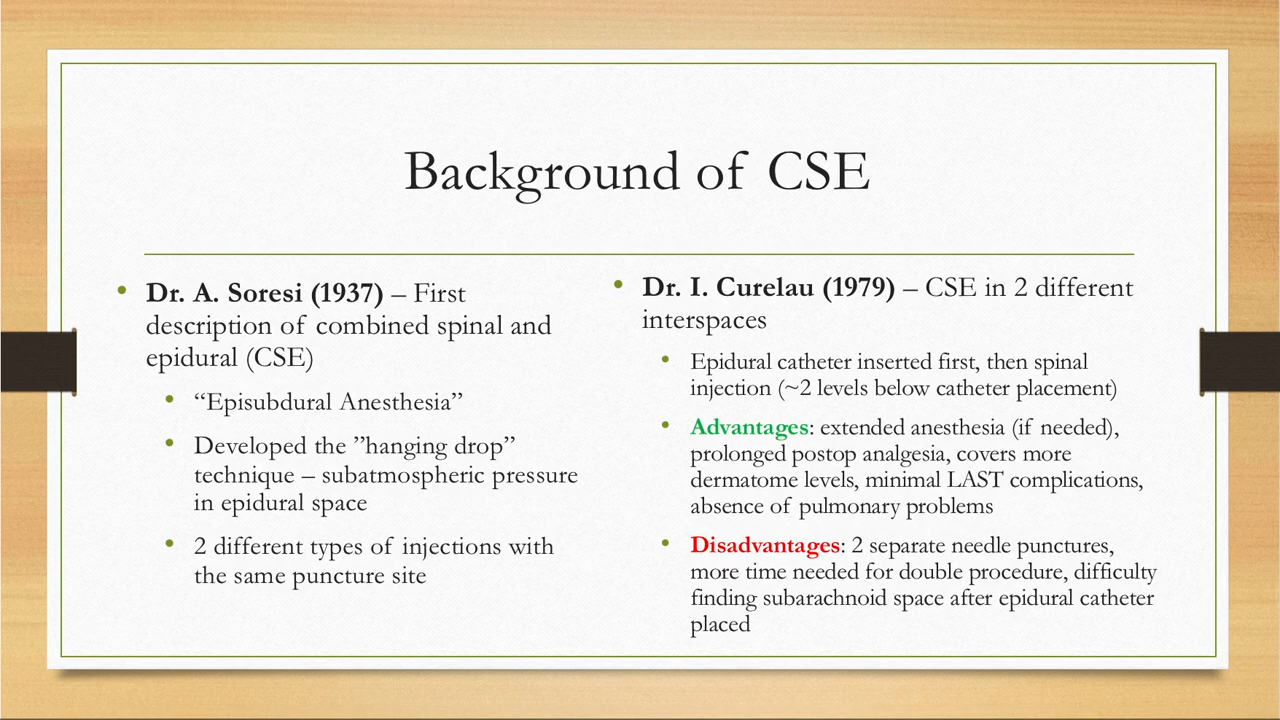 Background of CSE
• Dr. A. Soresi (1937) – First
description of combined spinal and
epidural (CSE)
• “Episubdural Anesthesia”
• Developed the ”hanging drop”
technique – subatmospheric pressure
in epidural space
• 2 different types of injections with
the same puncture site
• Dr. I. Curelau (1979) – CSE in 2 different
interspaces
• Epidural catheter inserted first, then spinal
injection (~2 levels below catheter placement)
• Advantages: extended anesthesia (if needed),
prolonged postop analgesia, covers more
dermatome levels, minimal LAST complications,
absence of pulmonary problems
• Disadvantages: 2 separate needle punctures,
more time needed for double procedure, difficulty
finding subarachnoid space after epidural catheter
placed